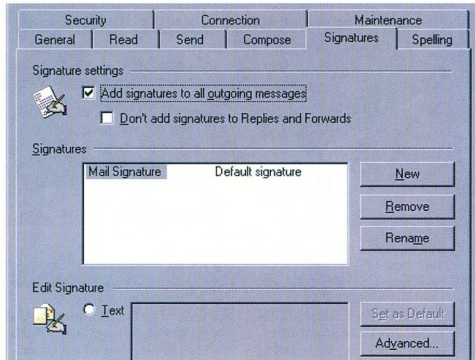 Security Connection Maintenance
General Read Send Compose Signatures Spelling
Signature settings
Add signatures to all outgoing messages
Don't add signatures to Replies and Forwards
Signatures
Mail Signature Default signature
New
Remove
Rename
Edit Signature
Text
Set as Default
Advanced...